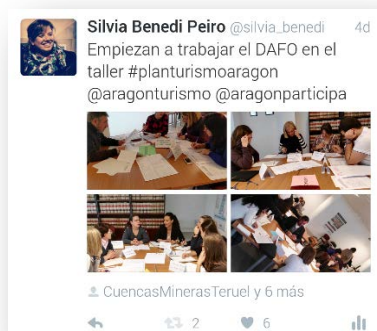 Silvia Benedi Peiro @silvia_benedi 4d
Empiezan a trabajar el DAFO en el
taller #planturismoaragon
@aragonturismo @aragonparticipa
CuencasMinerasTeruel y 6 más
2 6